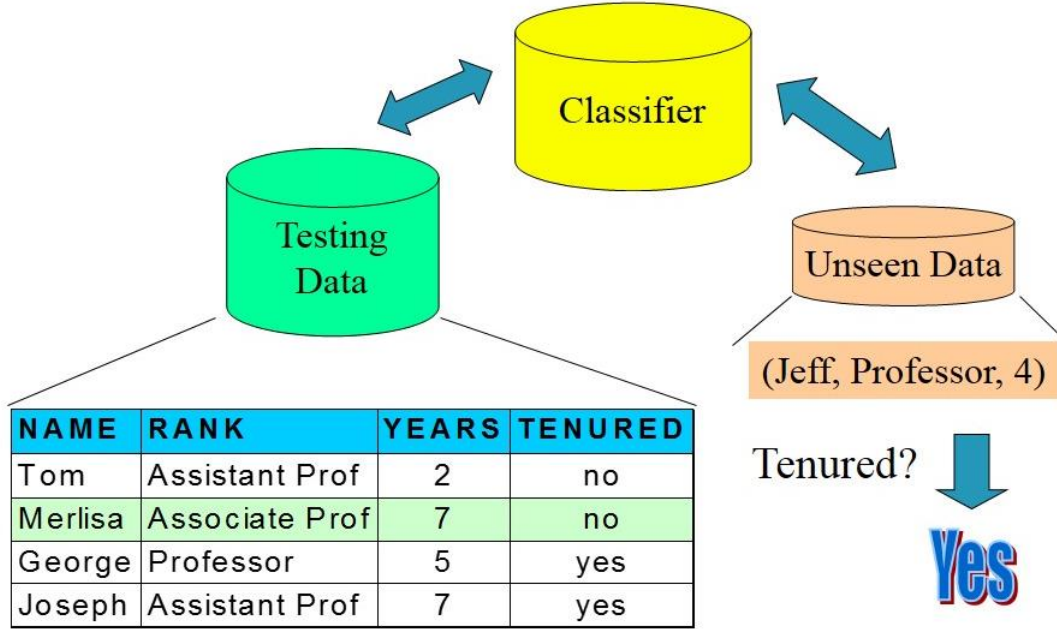 Classifier
Testing
Data
Unseen Data
(Jeff, Professor, 4)
NAME RANK YEARS TENURED
Tom Assistant Prof 2 no
Merlisa Associate Prof 7 no
George Professor 5 yes
Joseph Assistant Prof 7 yes
Tenured?
Yes